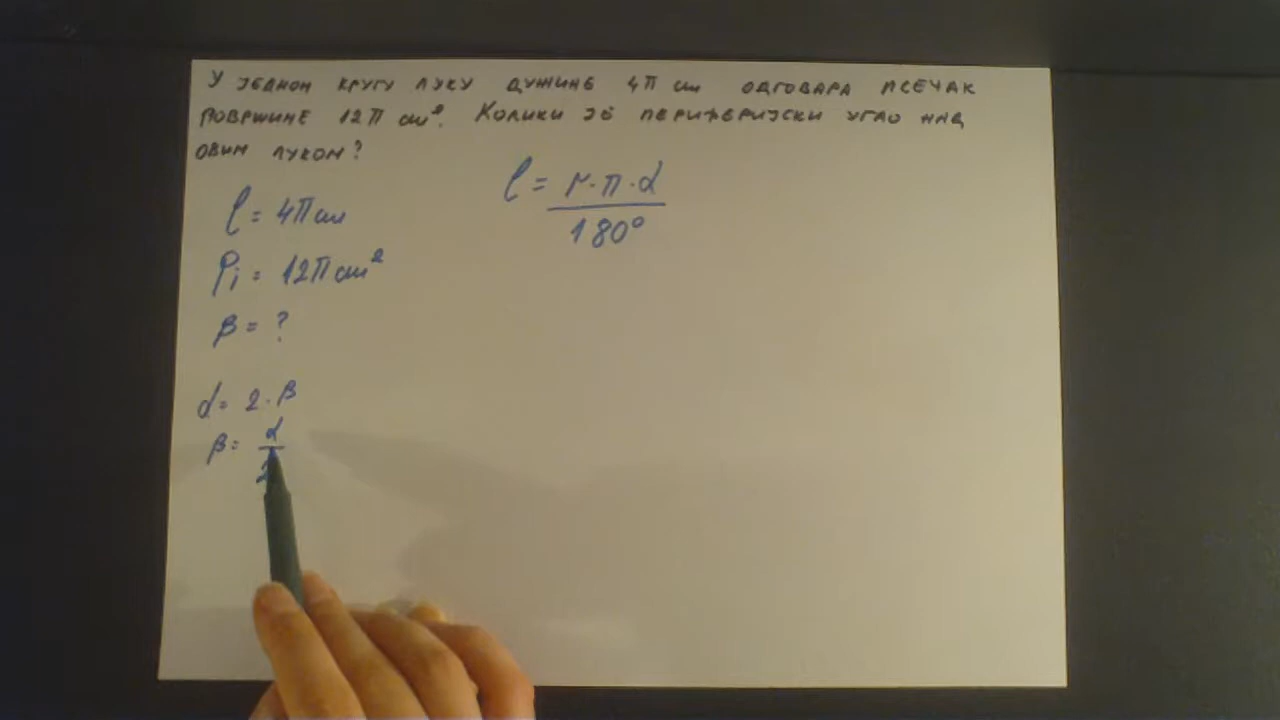 У ЈЕДНОМ КРУГУ ЛУКУ ДУЖИНЕ 4π cm ОДГОВАРА ИСЕЧАК
ПОВРШИНЕ 12π cm². КОЛИКИ ЈЕ ПЕРИФЕРИЈСКИ УГАО НАД
ОВИМ ЛУКОМ?
l = 4π cm
Pi = 12π cm²
β = ?
α = 2 · β
β = α/2
l = r·π·α/180°